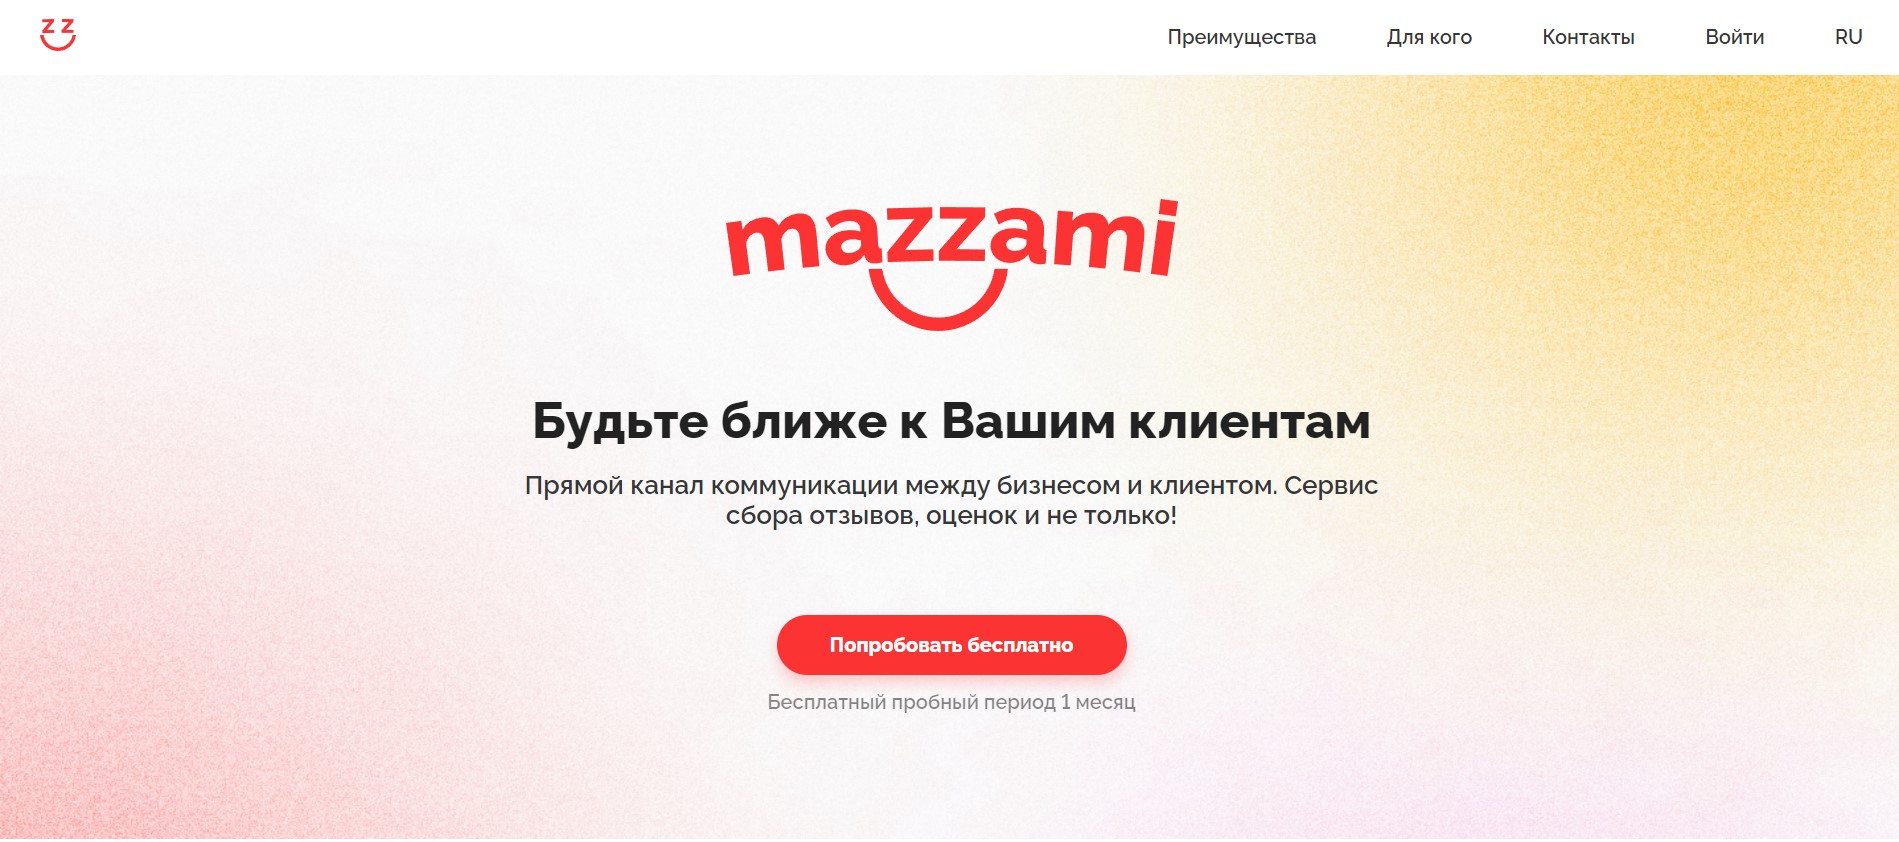 zz
Преимущества
Для кого
Контакты
Войти
RU
mazzami
Будьте ближе к Вашим клиентам
Прямой канал коммуникации между бизнесом и клиентом. Сервис
сбора отзывов, оценок и не только!
Попробовать бесплатно
Бесплатный пробный период 1 месяц